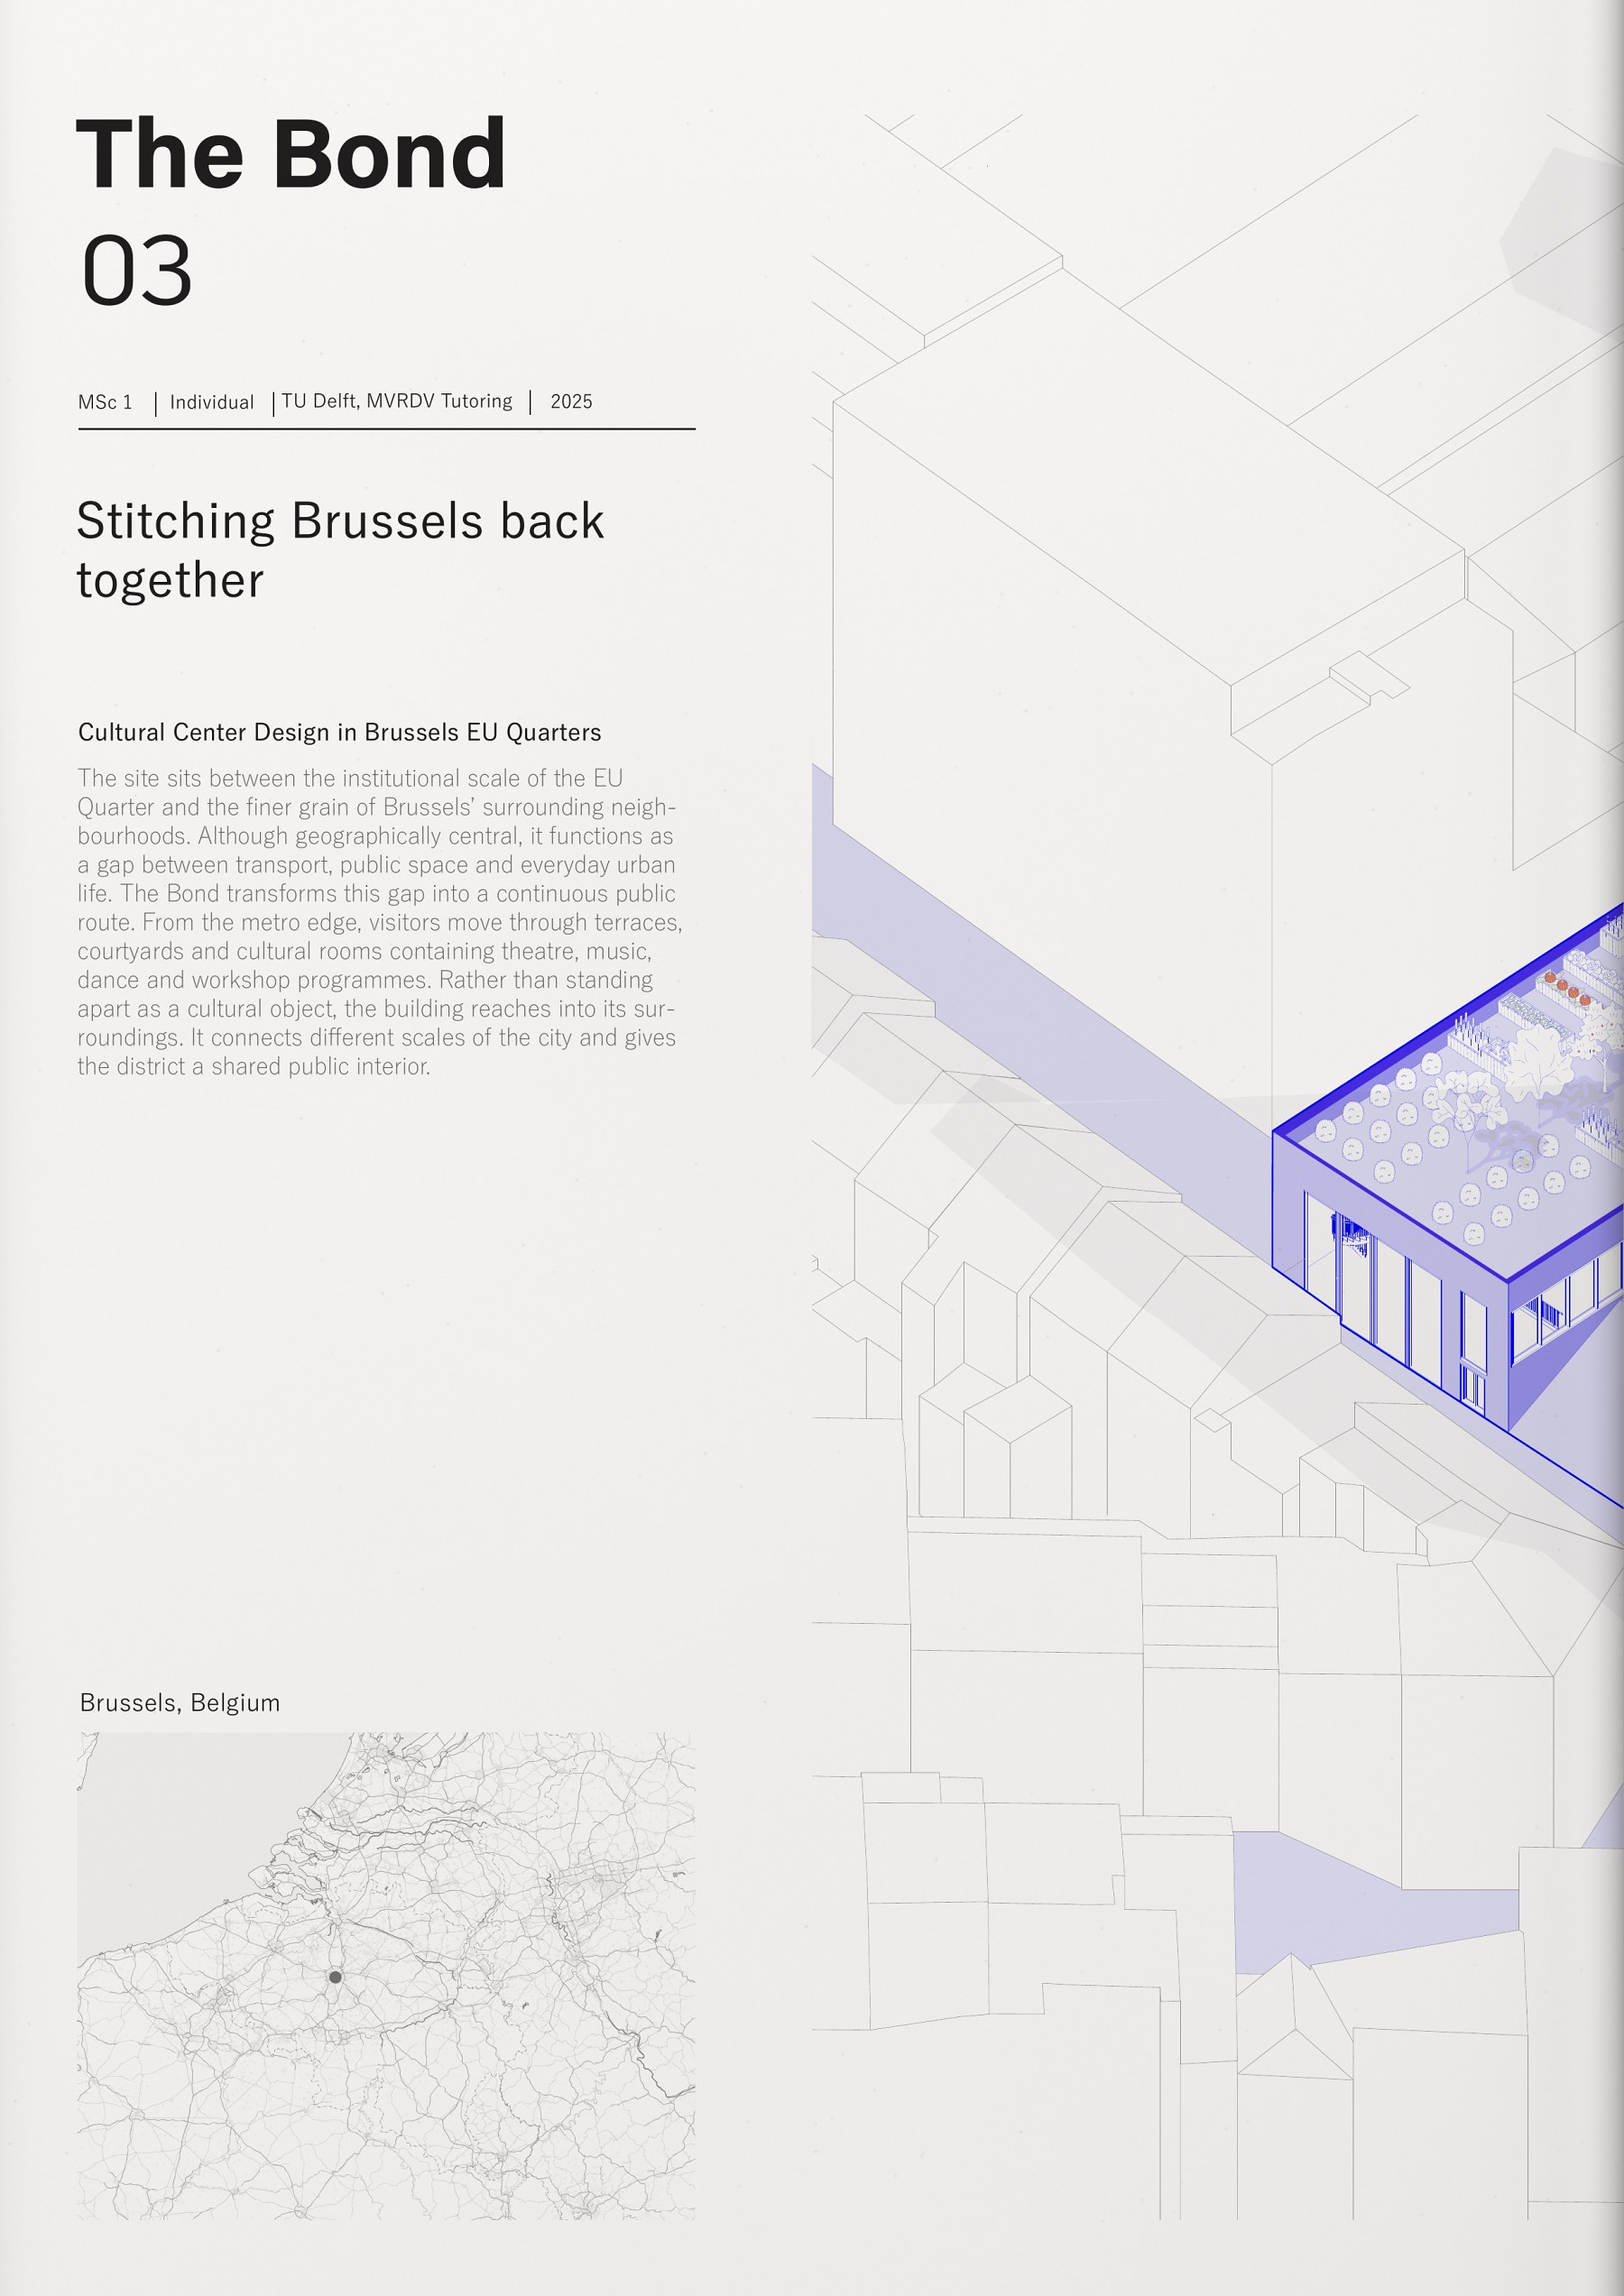 The Bond
03
MSc 1 | Individual | TU Delft, MVRDV Tutoring | 2025
Stitching Brussels back
together
Cultural Center Design in Brussels EU Quarters
The site sits between the institutional scale of the EU
Quarter and the finer grain of Brussels’ surrounding neigh-
bourhoods. Although geographically central, it functions as
a gap between transport, public space and everyday urban
life. The Bond transforms this gap into a continuous public
route. From the metro edge, visitors move through terraces,
courtyards and cultural rooms containing theatre, music,
dance and workshop programmes. Rather than standing
apart as a cultural object, the building reaches into its sur-
roundings. It connects different scales of the city and gives
the district a shared public interior.
Brussels, Belgium